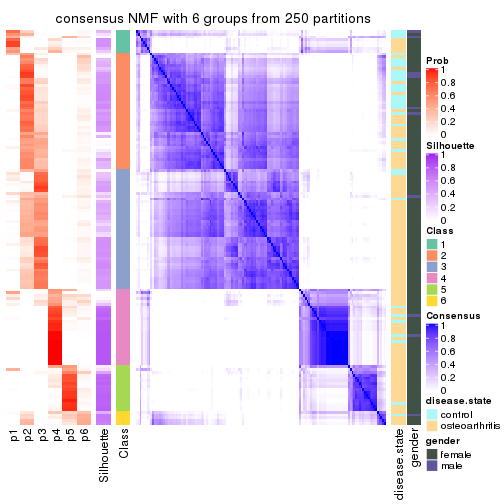 consensus NMF with 6 groups from 250 partitions
Prob
1
0.8
0.6
0.4
0.2
0
Silhouette
1
0.8
0.6
0.4
0.2
0
Class
1
2
3
4
5
6
Consensus
1
0.8
0.6
0.4
0.2
0
disease.state
control
osteoarthritis
gender
female
male
p1
p2
p3
p4
p5
p6
Silhouette
Class
disease.state
gender